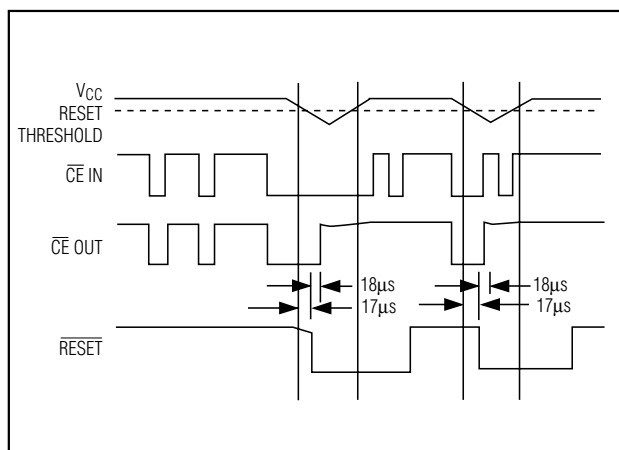 VCC
RESET
THRESHOLD
CE IN
CE OUT
18μs
17μs
18μs
17μs
RESET